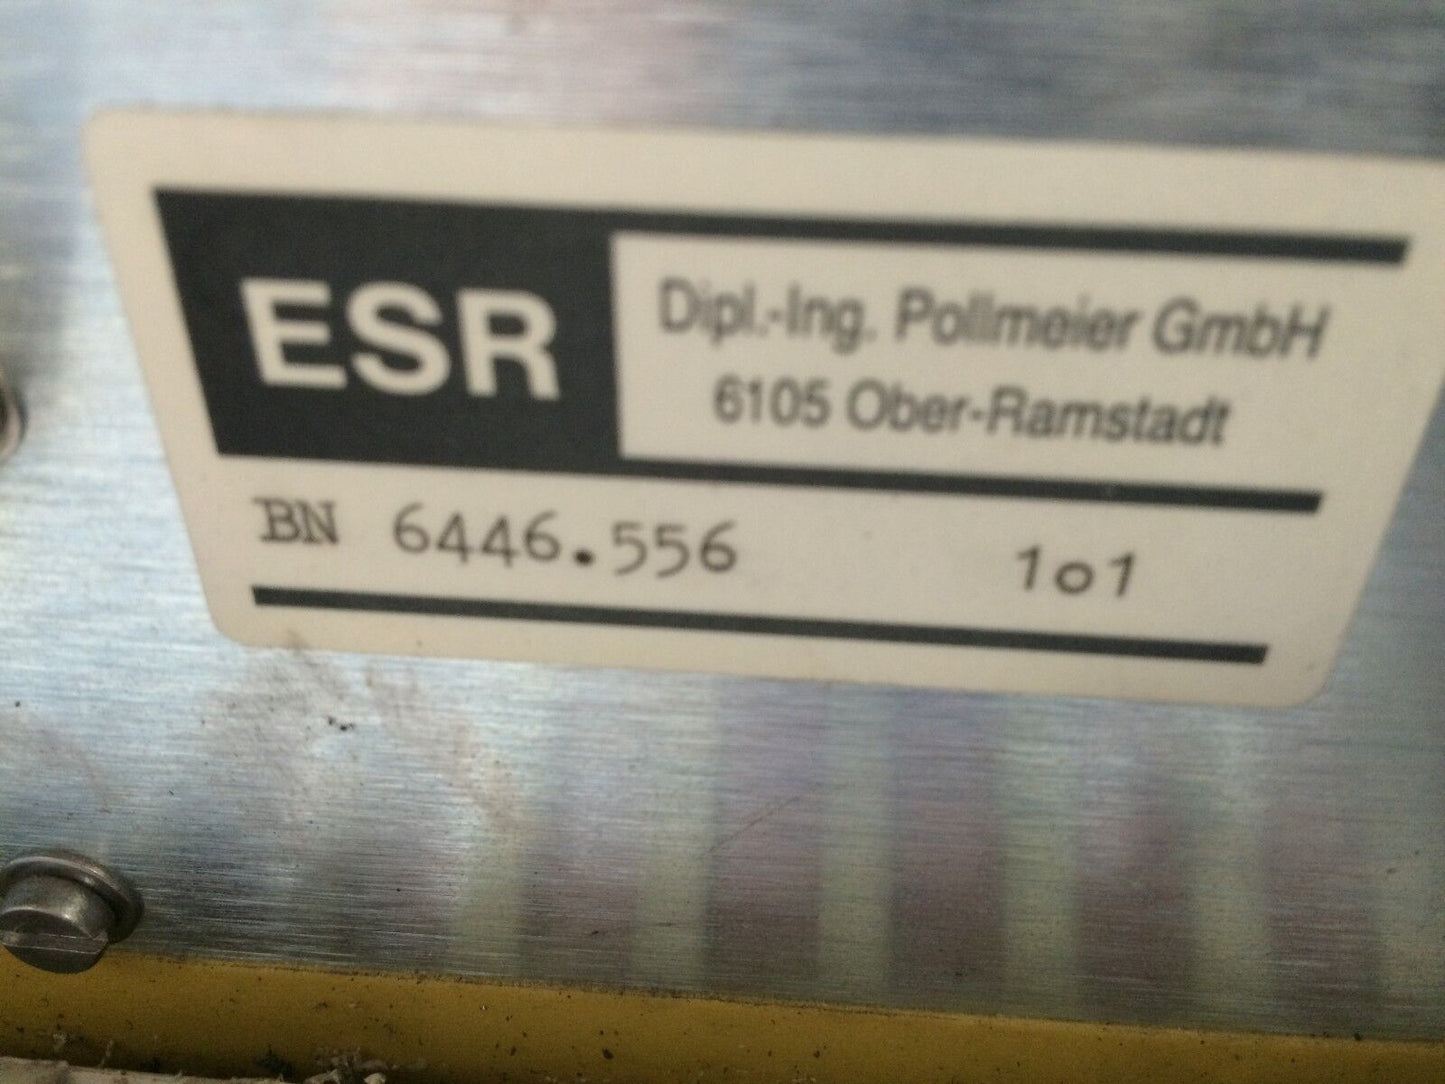 ESR
Dipl.-Ing. Pollmeier GmbH
6105 Ober-Ramstadt
BN 6446.556 1o1